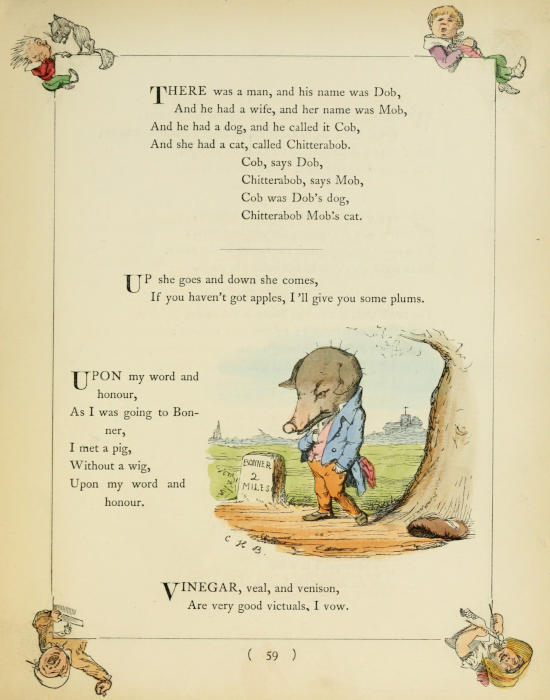 THERE was a man, and his name was Dob,
And he had a wife, and her name was Mob,
And he had a dog, and he called it Cob,
And she had a cat, called Chitterabob.
Cob, says Dob,
Chitterabob, says Mob,
Cob was Dob's dog,
Chitterabob Mob's cat.
UP she goes and down she comes,
If you haven't got apples, I'll give you some plums.
UPON my word and
honour,
As I was going to Bon-
ner,
I met a pig,
Without a wig,
Upon my word and
honour.
BONNER
2
MILES
C H B.
VINEGAR, veal, and venison,
Are very good victuals, I vow.
( 59 )